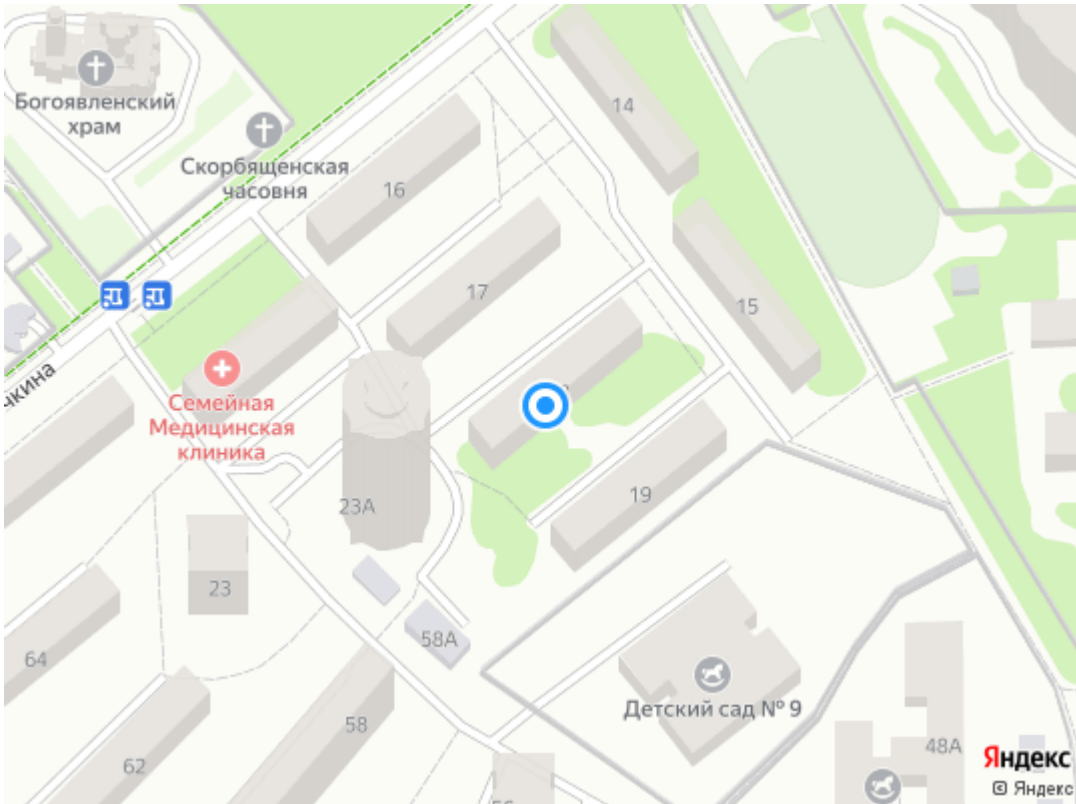 Богоявленский
храм
Скорбященская
часовня
14
16
17
15
чкина
Семейная
Медицинская
клиника
23А
19
23
58А
64
Детский сад № 9
58
62
48А
Яндекс
© Яндекс